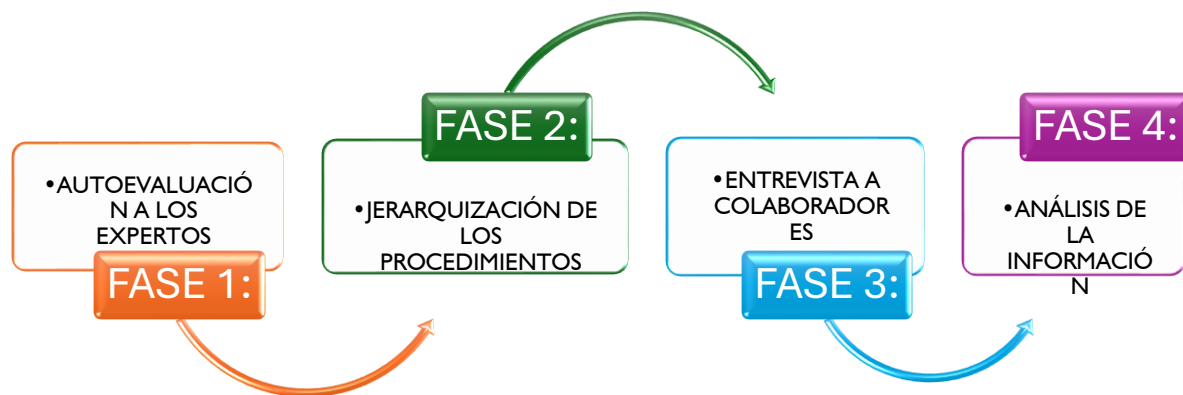 •AUTOEVALUACIÓ
N A LOS
EXPERTOS
FASE 1:
FASE 2:
•JERARQUIZACIÓN DE
LOS
PROCEDIMIENTOS
•ENTREVISTA A
COLABORADOR
ES
FASE 3:
FASE 4:
•ANÁLISIS DE
LA
INFORMACIÓ
N